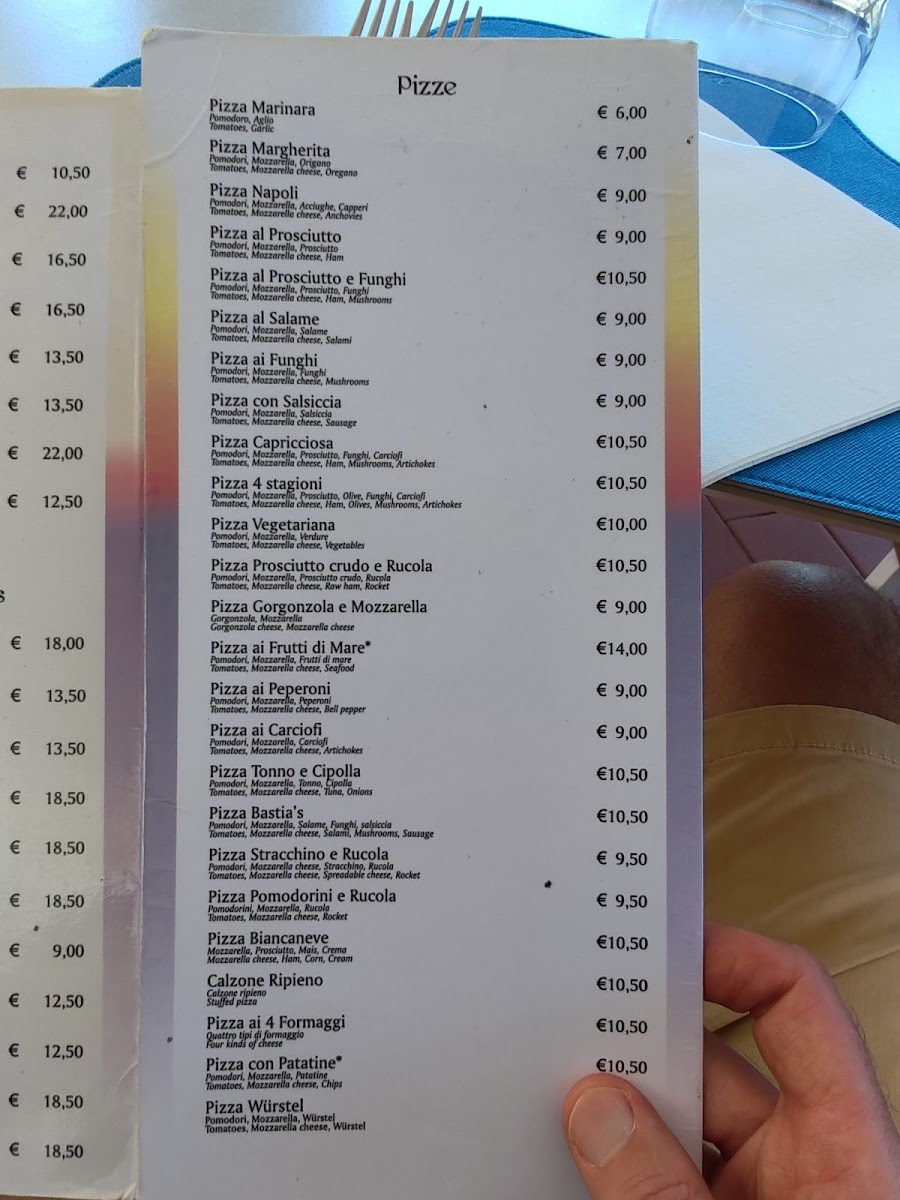 € 10,50
€ 22,00
€ 16,50
€ 16,50
€ 13,50
€ 13,50
€ 22,00
€ 12,50
S
€ 18,00
€ 13,50
€ 13,50
€ 18,50
€ 18,50
€ 18,50
€ 9,00
€ 12,50
€ 12,50
€ 18,50
€ 18,50
Pizze
Pizza Marinara € 6,00
Pomodoro, Aglio
Tomatoes, Garlic
Pizza Margherita € 7,00
Pomodori, Mozzarella, Origano
Tomatoes, Mozzarella cheese, Oregano
Pizza Napoli € 9,00
Pomodori, Mozzarella, Acciughe, Capperi
Tomatoes, Mozzarella cheese, Anchovies
Pizza al Prosciutto € 9,00
Pomodori, Mozzarella, Prosciutto
Tomatoes, Mozzarella cheese, Ham
Pizza al Prosciutto e Funghi €10,50
Pomodori, Mozzarella, Prosciutto, Funghi
Tomatoes, Mozzarella cheese, Ham, Mushrooms
Pizza al Salame € 9,00
Pomodori, Mozzarella, Salame
Tomatoes, Mozzarella cheese, Salami
Pizza ai Funghi € 9,00
Pomodori, Mozzarella, Funghi
Tomatoes, Mozzarella cheese, Mushrooms
Pizza con Salsiccia € 9,00
Pomodori, Mozzarella, Salsiccia
Tomatoes, Mozzarella cheese, Sausage
Pizza Capricciosa €10,50
Pomodori, Mozzarella, Prosciutto, Funghi, Carciofi
Tomatoes, Mozzarella cheese, Ham, Mushrooms, Artichokes
Pizza 4 stagioni €10,50
Pomodori, Mozzarella, Prosciutto, Olive, Funghi, Carciofi
Tomatoes, Mozzarella cheese, Ham, Olives, Mushrooms, Artichokes
Pizza Vegetariana €10,00
Pomodori, Mozzarella, Verdure
Tomatoes, Mozzarella cheese, Vegetables
Pizza Prosciutto crudo e Rucola €10,50
Pomodori, Mozzarella, Prosciutto crudo, Rucola
Tomatoes, Mozzarella cheese, Raw ham, Rocket
Pizza Gorgonzola e Mozzarella € 9,00
Gorgonzola, Mozzarella
Gorgonzola cheese, Mozzarella cheese
Pizza ai Frutti di Mare* €14,00
Pomodori, Mozzarella, Frutti di mare
Tomatoes, Mozzarella cheese, Seafood
Pizza ai Peperoni € 9,00
Pomodori, Mozzarella, Peperoni
Tomatoes, Mozzarella cheese, Bell pepper
Pizza ai Carciofi € 9,00
Pomodori, Mozzarella, Carciofi
Tomatoes, Mozzarella cheese, Artichokes
Pizza Tonno e Cipolla €10,50
Pomodori, Mozzarella, Tonno, Cipolla
Tomatoes, Mozzarella cheese, Tuna, Onions
Pizza Bastia's €10,50
Pomodori, Mozzarella, Salame, Funghi, salsiccia
Tomatoes, Mozzarella cheese, Salami, Mushrooms, Sausage
Pizza Stracchino e Rucola € 9,50
Pomodori, Mozzarella cheese, Stracchino, Rucola
Tomatoes, Mozzarella cheese, Spreadable cheese, Rocket
Pizza Pomodorini e Rucola € 9,50
Pomodorini, Mozzarella, Rucola
Tomatoes, Mozzarella cheese, Rocket
Pizza Biancaneve €10,50
Mozzarella, Prosciutto, Mais, Crema
Mozzarella cheese, Ham, Corn, Cream
Calzone Ripieno €10,50
Calzone ripieno
Stuffed pizza
Pizza ai 4 Formaggi €10,50
Quattro tipi di formaggio
Four kinds of cheese
Pizza con Patatine* €10,50
Pomodori, Mozzarella, Patatine
Tomatoes, Mozzarella cheese, Chips
Pizza Würstel
Pomodori, Mozzarella, Würstel
Tomatoes, Mozzarella cheese, Würstel